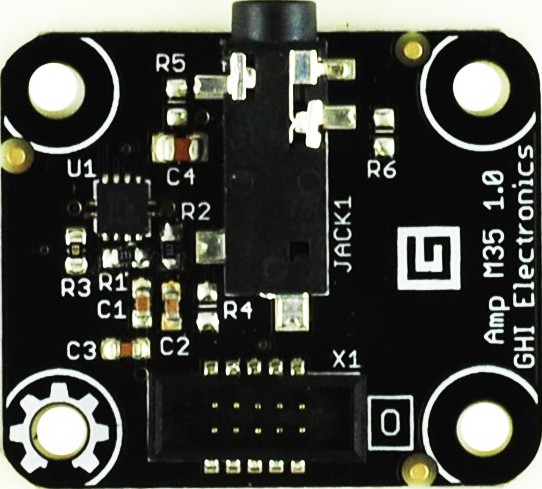 R5
U1
C4
R6
R2
JACK1
R3
R1
C1
R4
C3
C2
X1
O
G
Amp M35 1.0
GHI Electronics